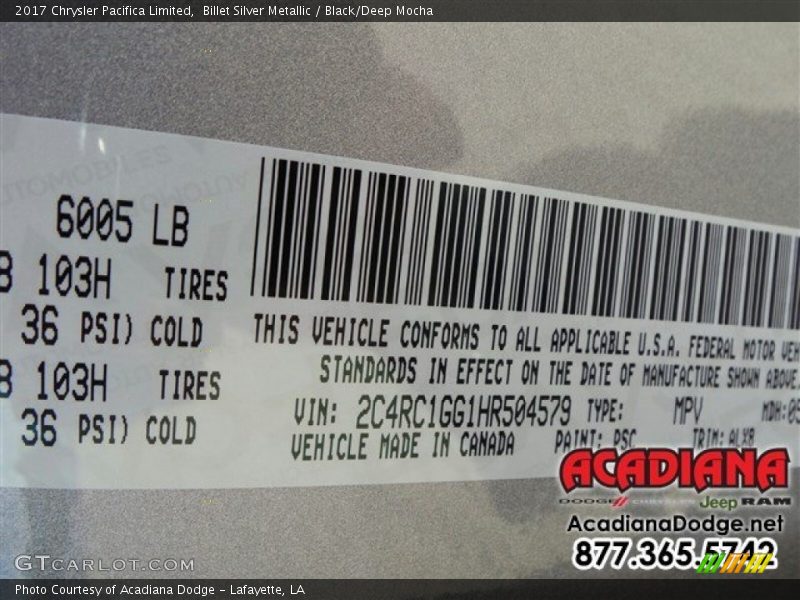 2017 Chrysler Pacifica Limited, Billet Silver Metallic / Black/Deep Mocha
6005 LB
103H TIRES
36 PSI) COLD
103H TIRES
36 PSI) COLD
THIS VEHICLE CONFORMS TO ALL APPLICABLE U.S.A. FEDERAL MOTOR
STANDARDS IN EFFECT ON THE DATE OF MANUFACTURE SHOWN ABOVE.
VIN: 2C4RC1GG1HR504579 TYPE: MPV MDH:
VEHICLE MADE IN CANADA PAINT: PSC TRIM: ALX8
ACADIANA
DODGE CHRYSLER Jeep RAM
AcadianaDodge.net
877.365.5742
GTcarlot.com
Photo Courtesy of Acadiana Dodge - Lafayette, LA